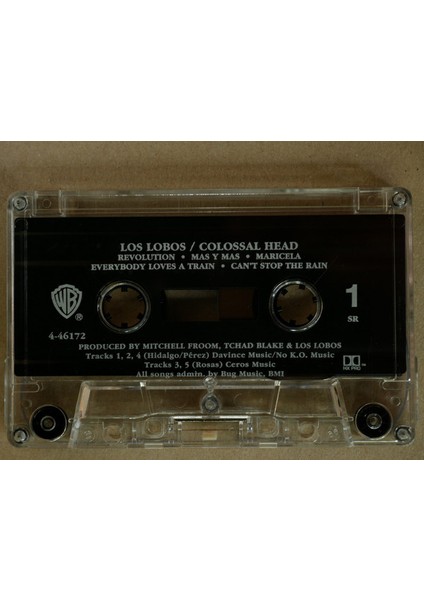 LOS LOBOS / COLOSSAL HEAD
REVOLUTION • MAS Y MAS • MARICELA
EVERYBODY LOVES A TRAIN • CAN'T STOP THE RAIN
WB
1
SR
4-46172
PRODUCED BY MITCHELL FROOM, TCHAD BLAKE & LOS LOBOS
Tracks 1, 2, 4 (Hidalgo/Pérez) Davince Music/No K.O. Music
Tracks 3, 5 (Rosas) Ceros Music
All songs admin. by Bug Music, BMI
HX PRO